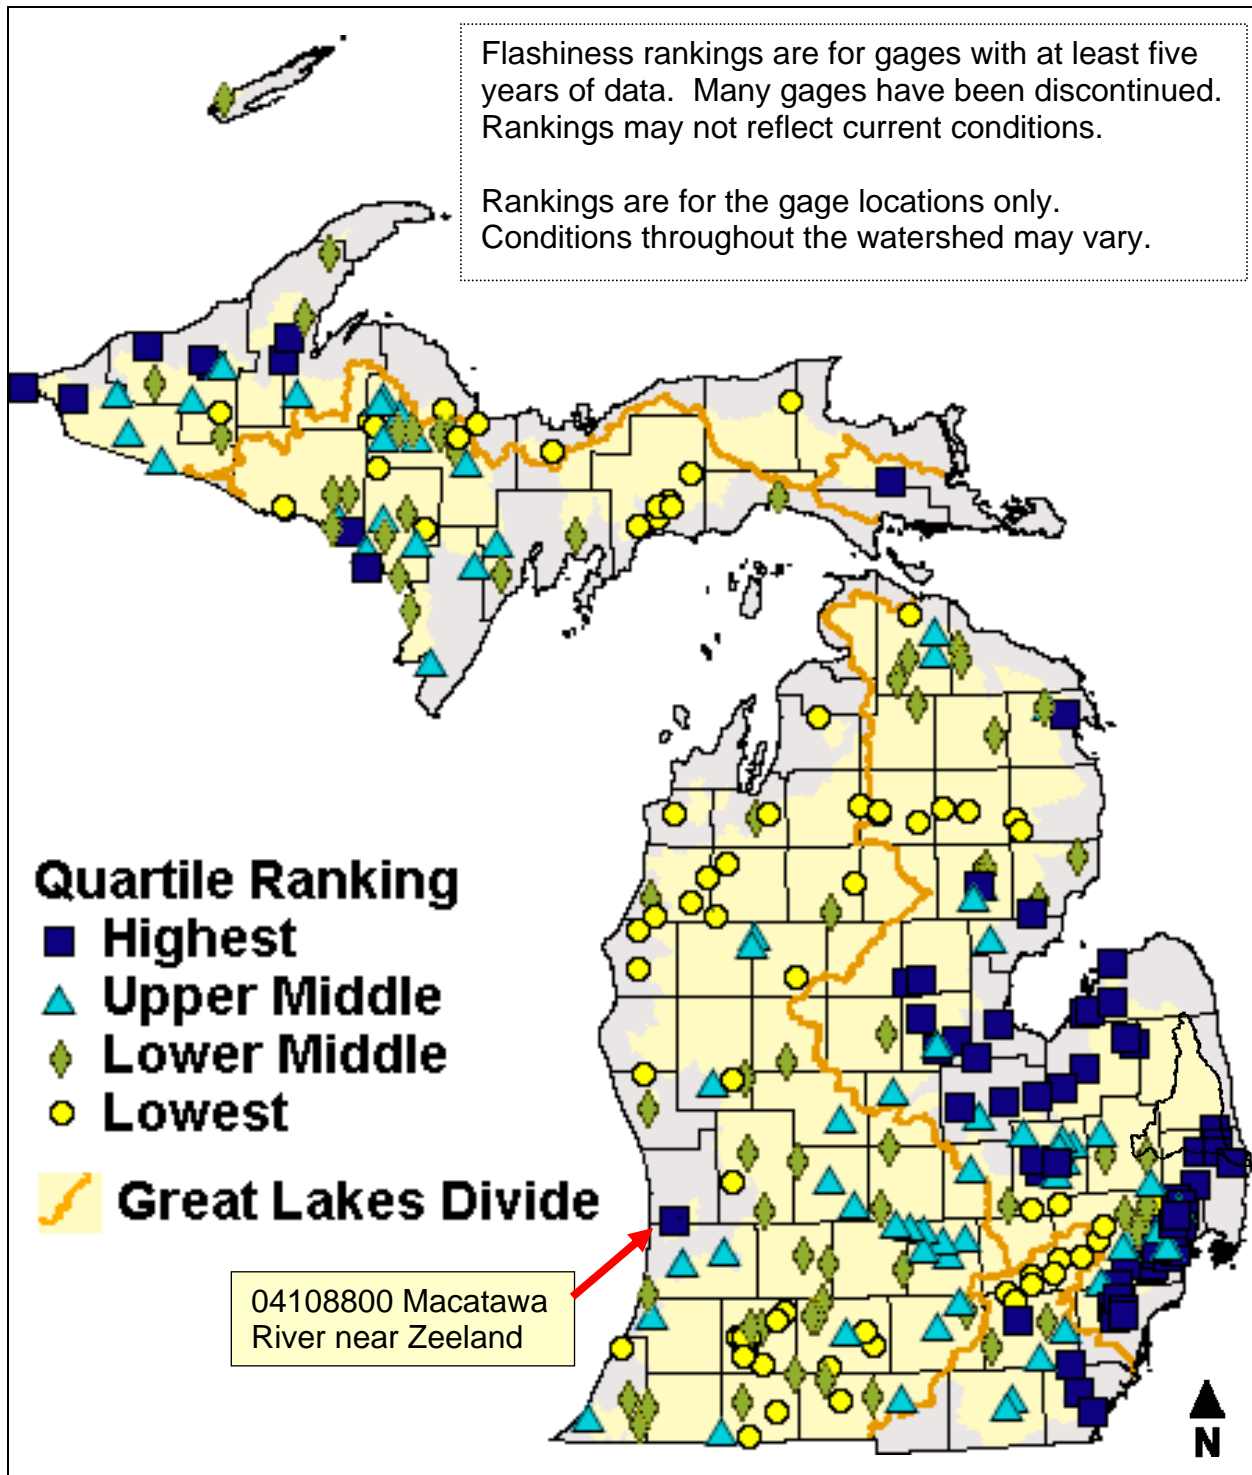 Flashiness rankings are for gages with at least five
years of data.  Many gages have been discontinued.
Rankings may not reflect current conditions.
Rankings are for the gage locations only.
Conditions throughout the watershed may vary.
Quartile Ranking
Highest
Upper Middle
Lower Middle
Lowest
Great Lakes Divide
04108800 Macatawa
River near Zeeland
N